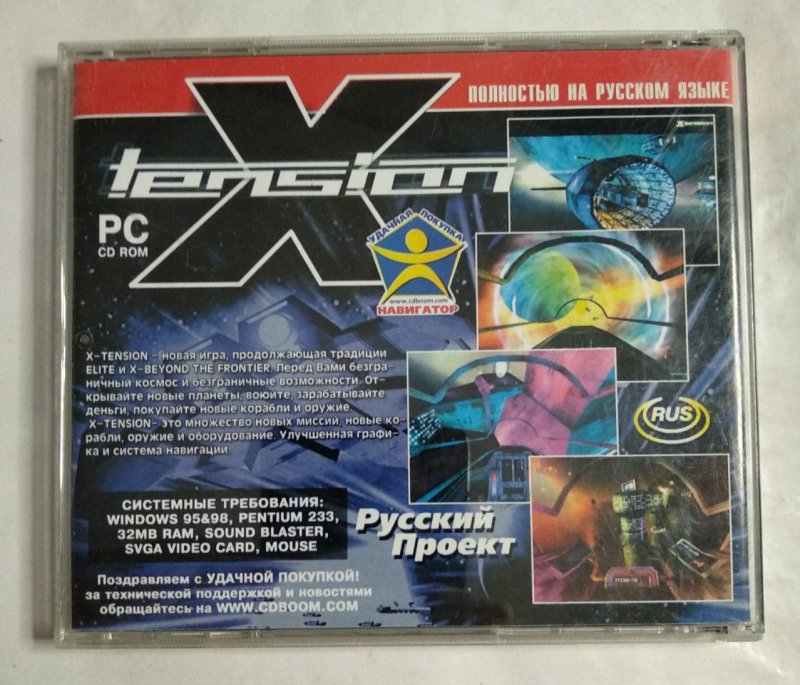 ПОЛНОСТЬЮ НА РУССКОМ ЯЗЫКЕ
X
tension
PC
CD ROM
УДАЧНАЯ ПОКУПКА
www.cdboom.com
НАВИГАТОР
X-TENSION – новая игра, продолжающая традиции
ELITE и X-BEYOND THE FRONTIER. Перед Вами безгра-
ничный космос и безграничные возможности. От-
крывайте новые планеты, воюйте, зарабатывайте
деньги, покупайте новые корабли и оружие.
X-TENSION- это множество новых миссии, новые ко-
рабли, оружие и оборудование. Улучшенная графи-
ка и система навигации.
RUS
СИСТЕМНЫЕ ТРЕБОВАНИЯ:
WINDOWS 95&98, PENTIUM 233,
32MB RAM, SOUND BLASTER,
SVGA VIDEO CARD, MOUSE
Русский
Проект
Поздравляем с УДАЧНОЙ ПОКУПКОЙ!
за технической поддержкой и новостями
обращайтесь на WWW.CDBOOM.COM